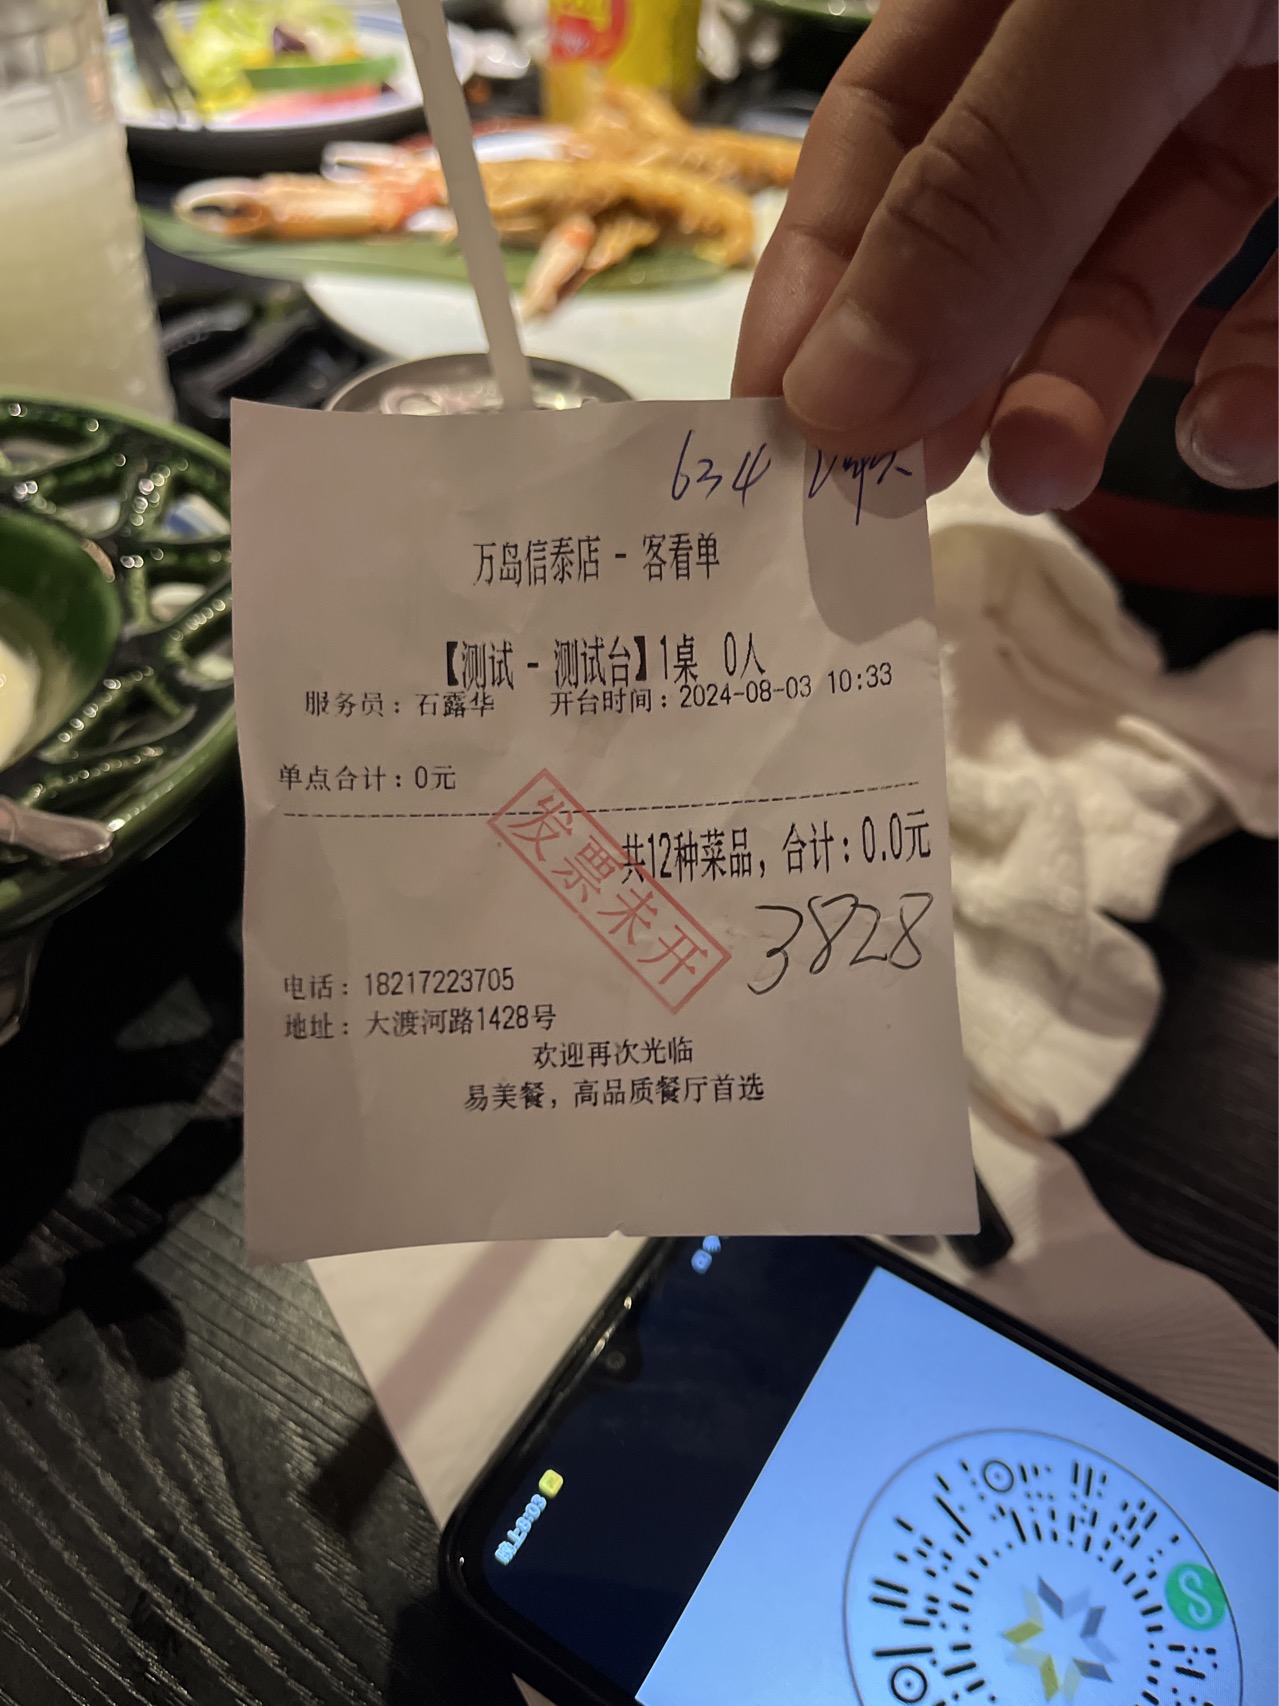 634
万岛信泰店 - 客看单
【测试 - 测试台】1桌 0人
服务员：石露华 开台时间：2024-08-03 10:33
单点合计：0元
共12种菜品，合计：0.0元
发票未开
3828
电话：18217223705
地址：大渡河路1428号
欢迎再次光临
易美餐，高品质餐厅首选
晚上8:03